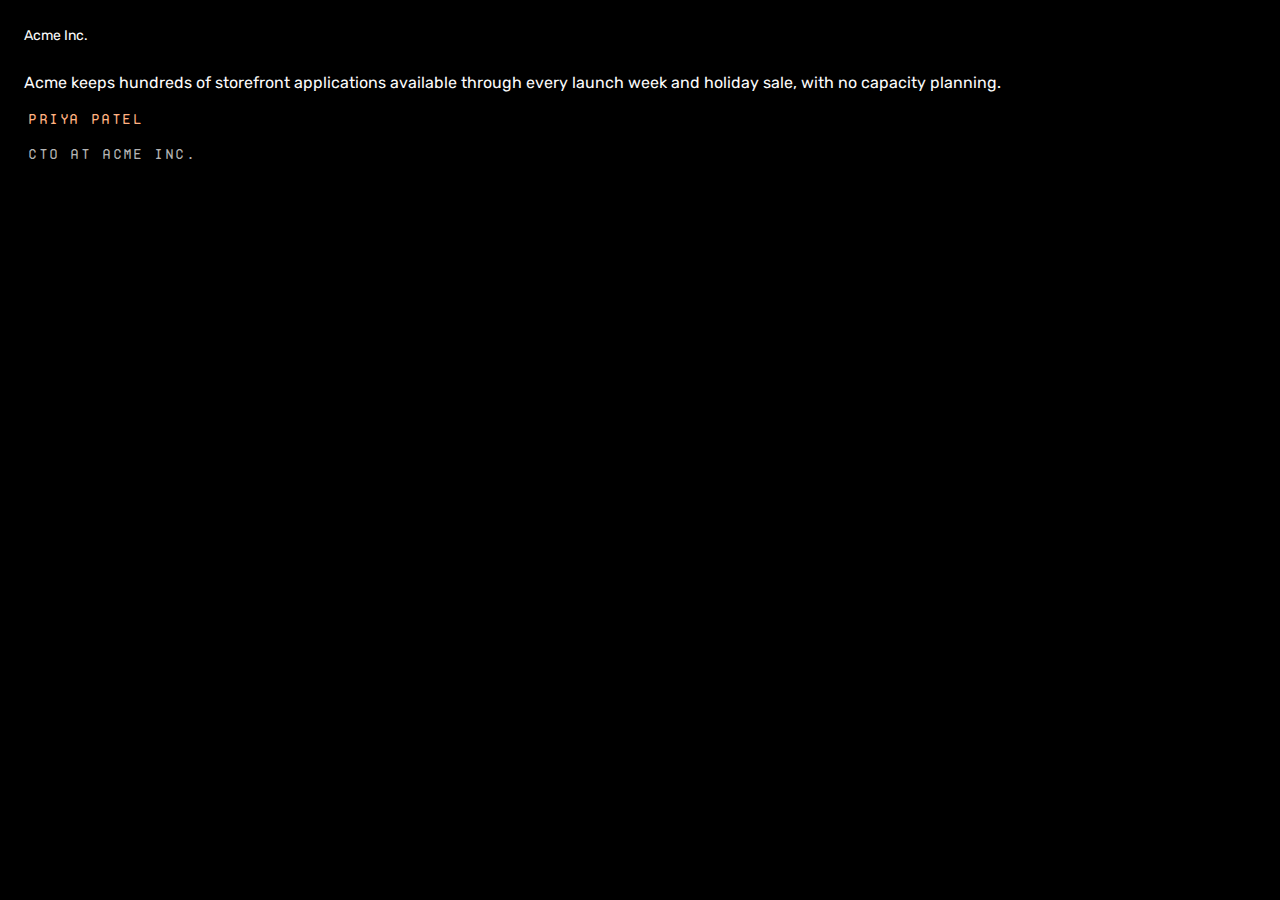 Acme Inc.
Acme keeps hundreds of storefront applications available through every launch week and holiday sale, with no capacity planning.
PRIYA PATEL
CTO AT ACME INC.